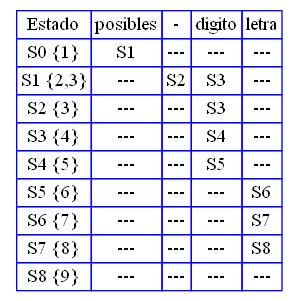 Estado posibles - digito letra
S0 {1} S1 --- --- ---
S1 {2,3} --- S2 S3 ---
S2 {3} --- --- S3 ---
S3 {4} --- --- S4 ---
S4 {5} --- --- S5 ---
S5 {6} --- --- --- S6
S6 {7} --- --- --- S7
S7 {8} --- --- --- S8
S8 {9} --- --- --- ---